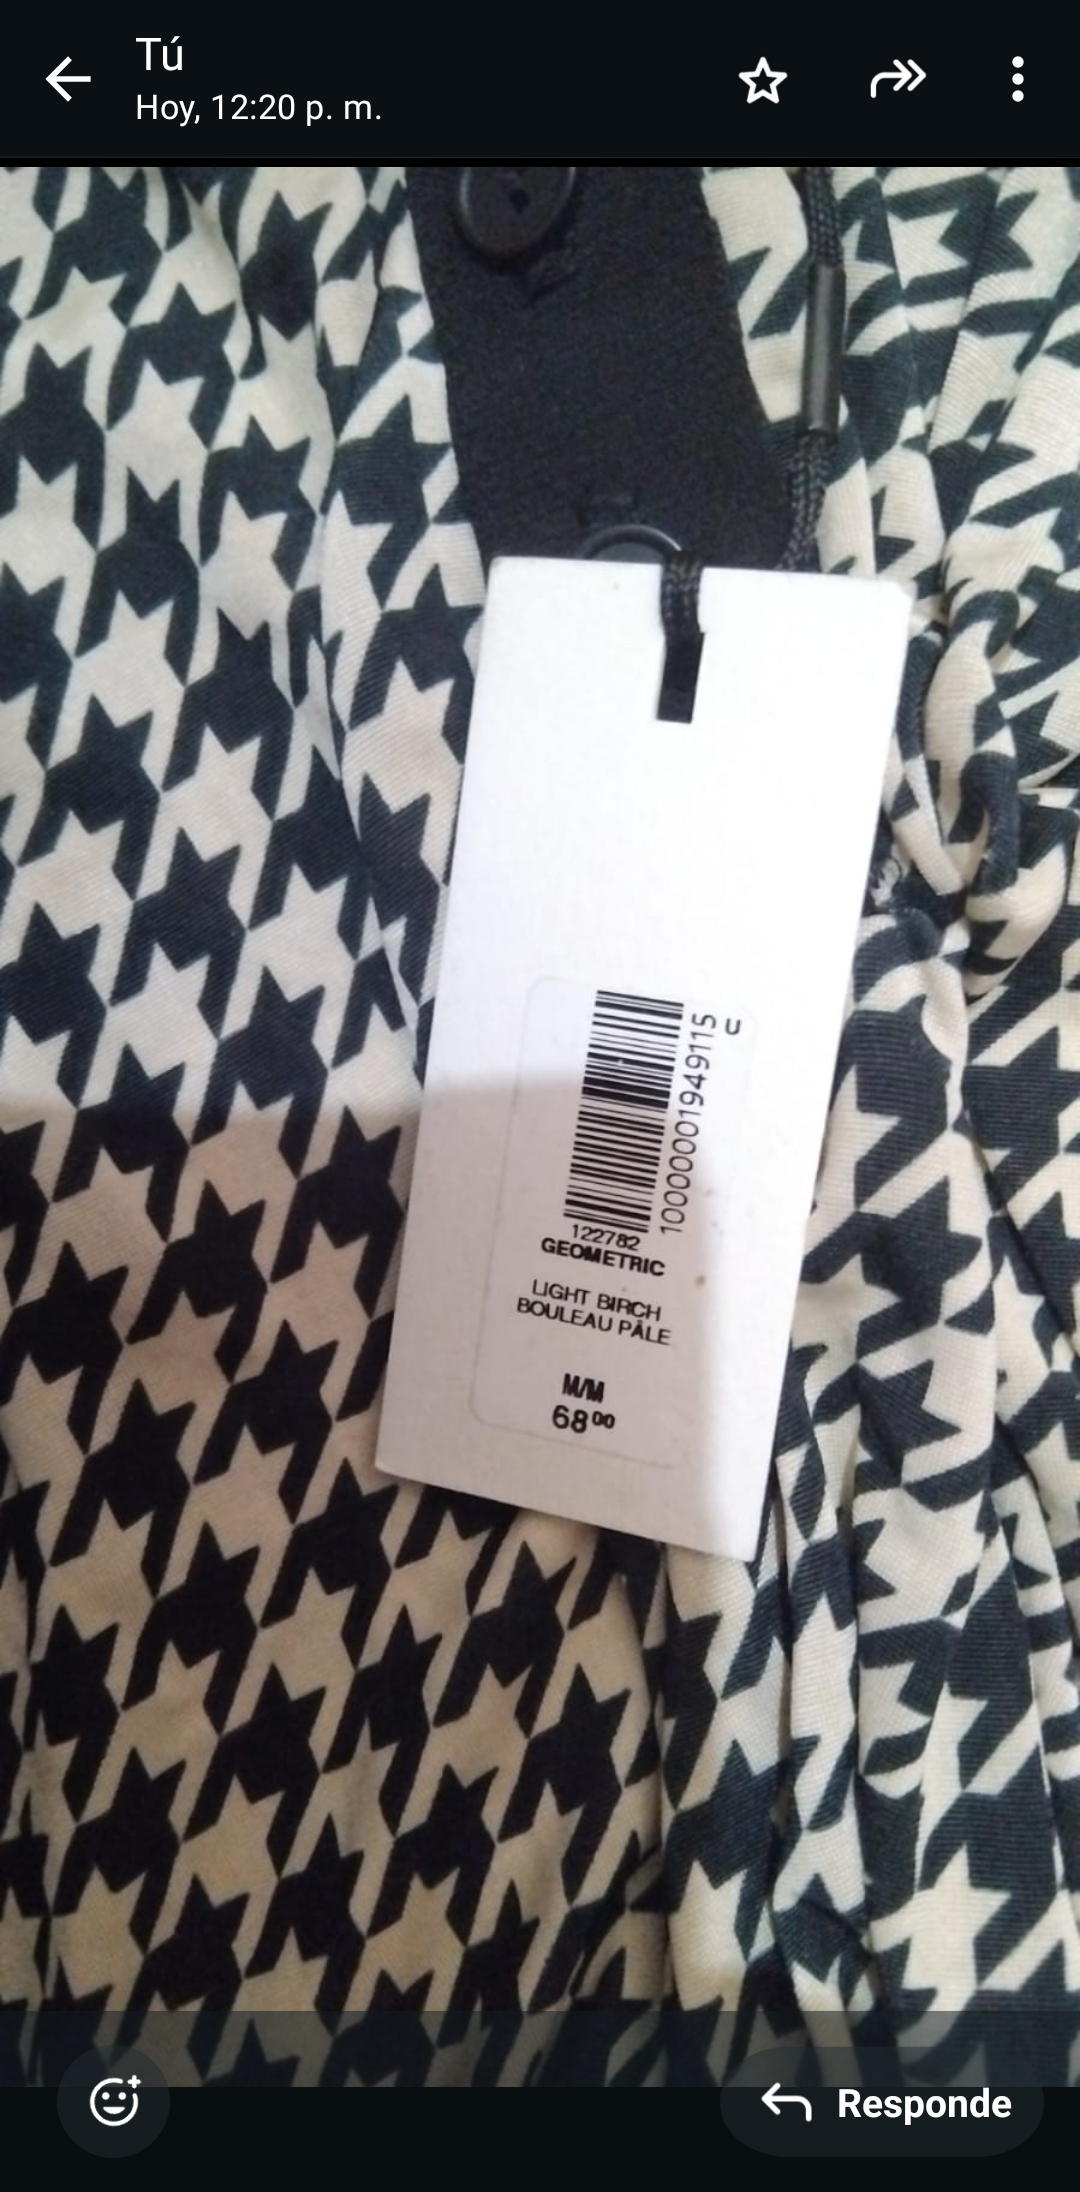 Tú
Hoy, 12:20 p. m.
10000001949115
C
122782
GEOMETRIC
LIGHT BIRCH
BOULEAU PÂLE
M/M
68⁰⁰
Responde